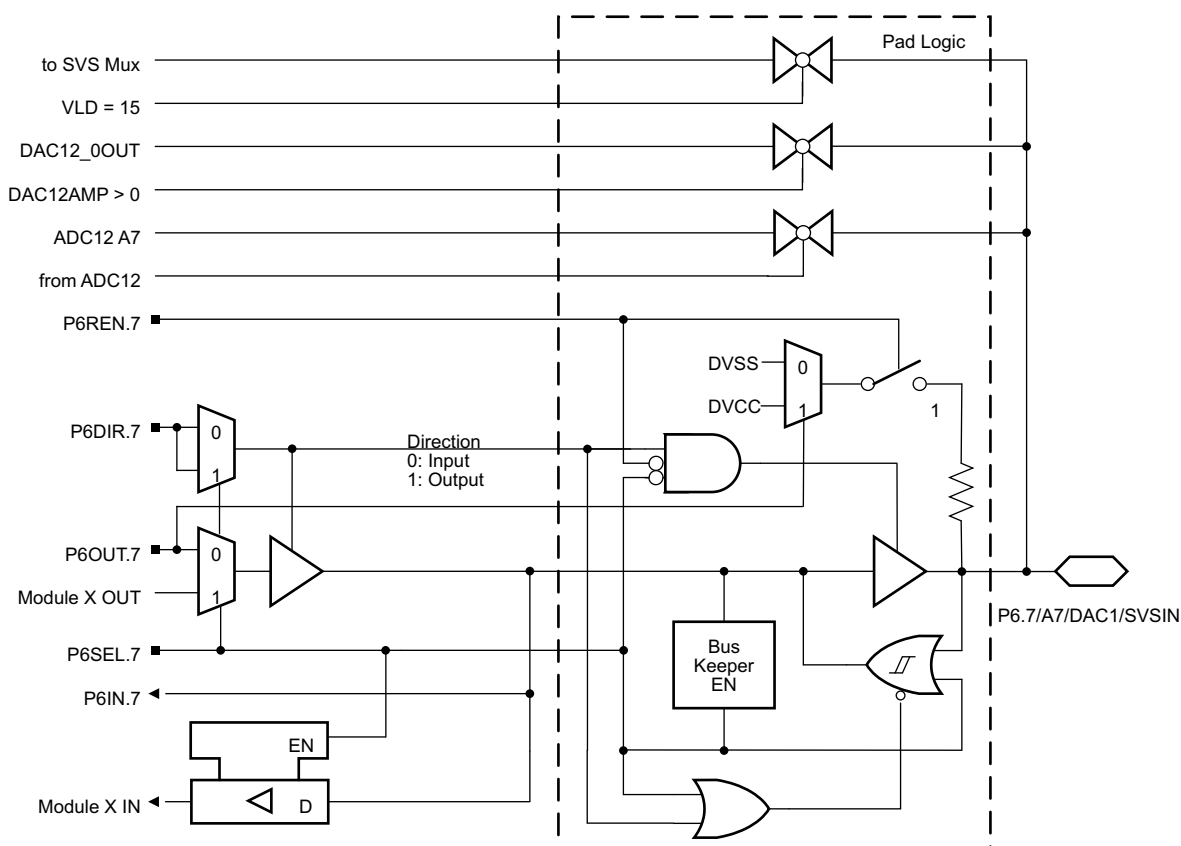 Pad Logic
to SVS Mux
VLD = 15
DAC12_0OUT
DAC12AMP > 0
ADC12 A7
from ADC12
P6REN.7
DVSS
0
DVCC
1
1
P6DIR.7
0
1
Direction
0: Input
1: Output
P6OUT.7
0
Module X OUT
1
P6.7/A7/DAC1/SVSIN
P6SEL.7
Bus
Keeper
EN
P6IN.7
EN
Module X IN
D